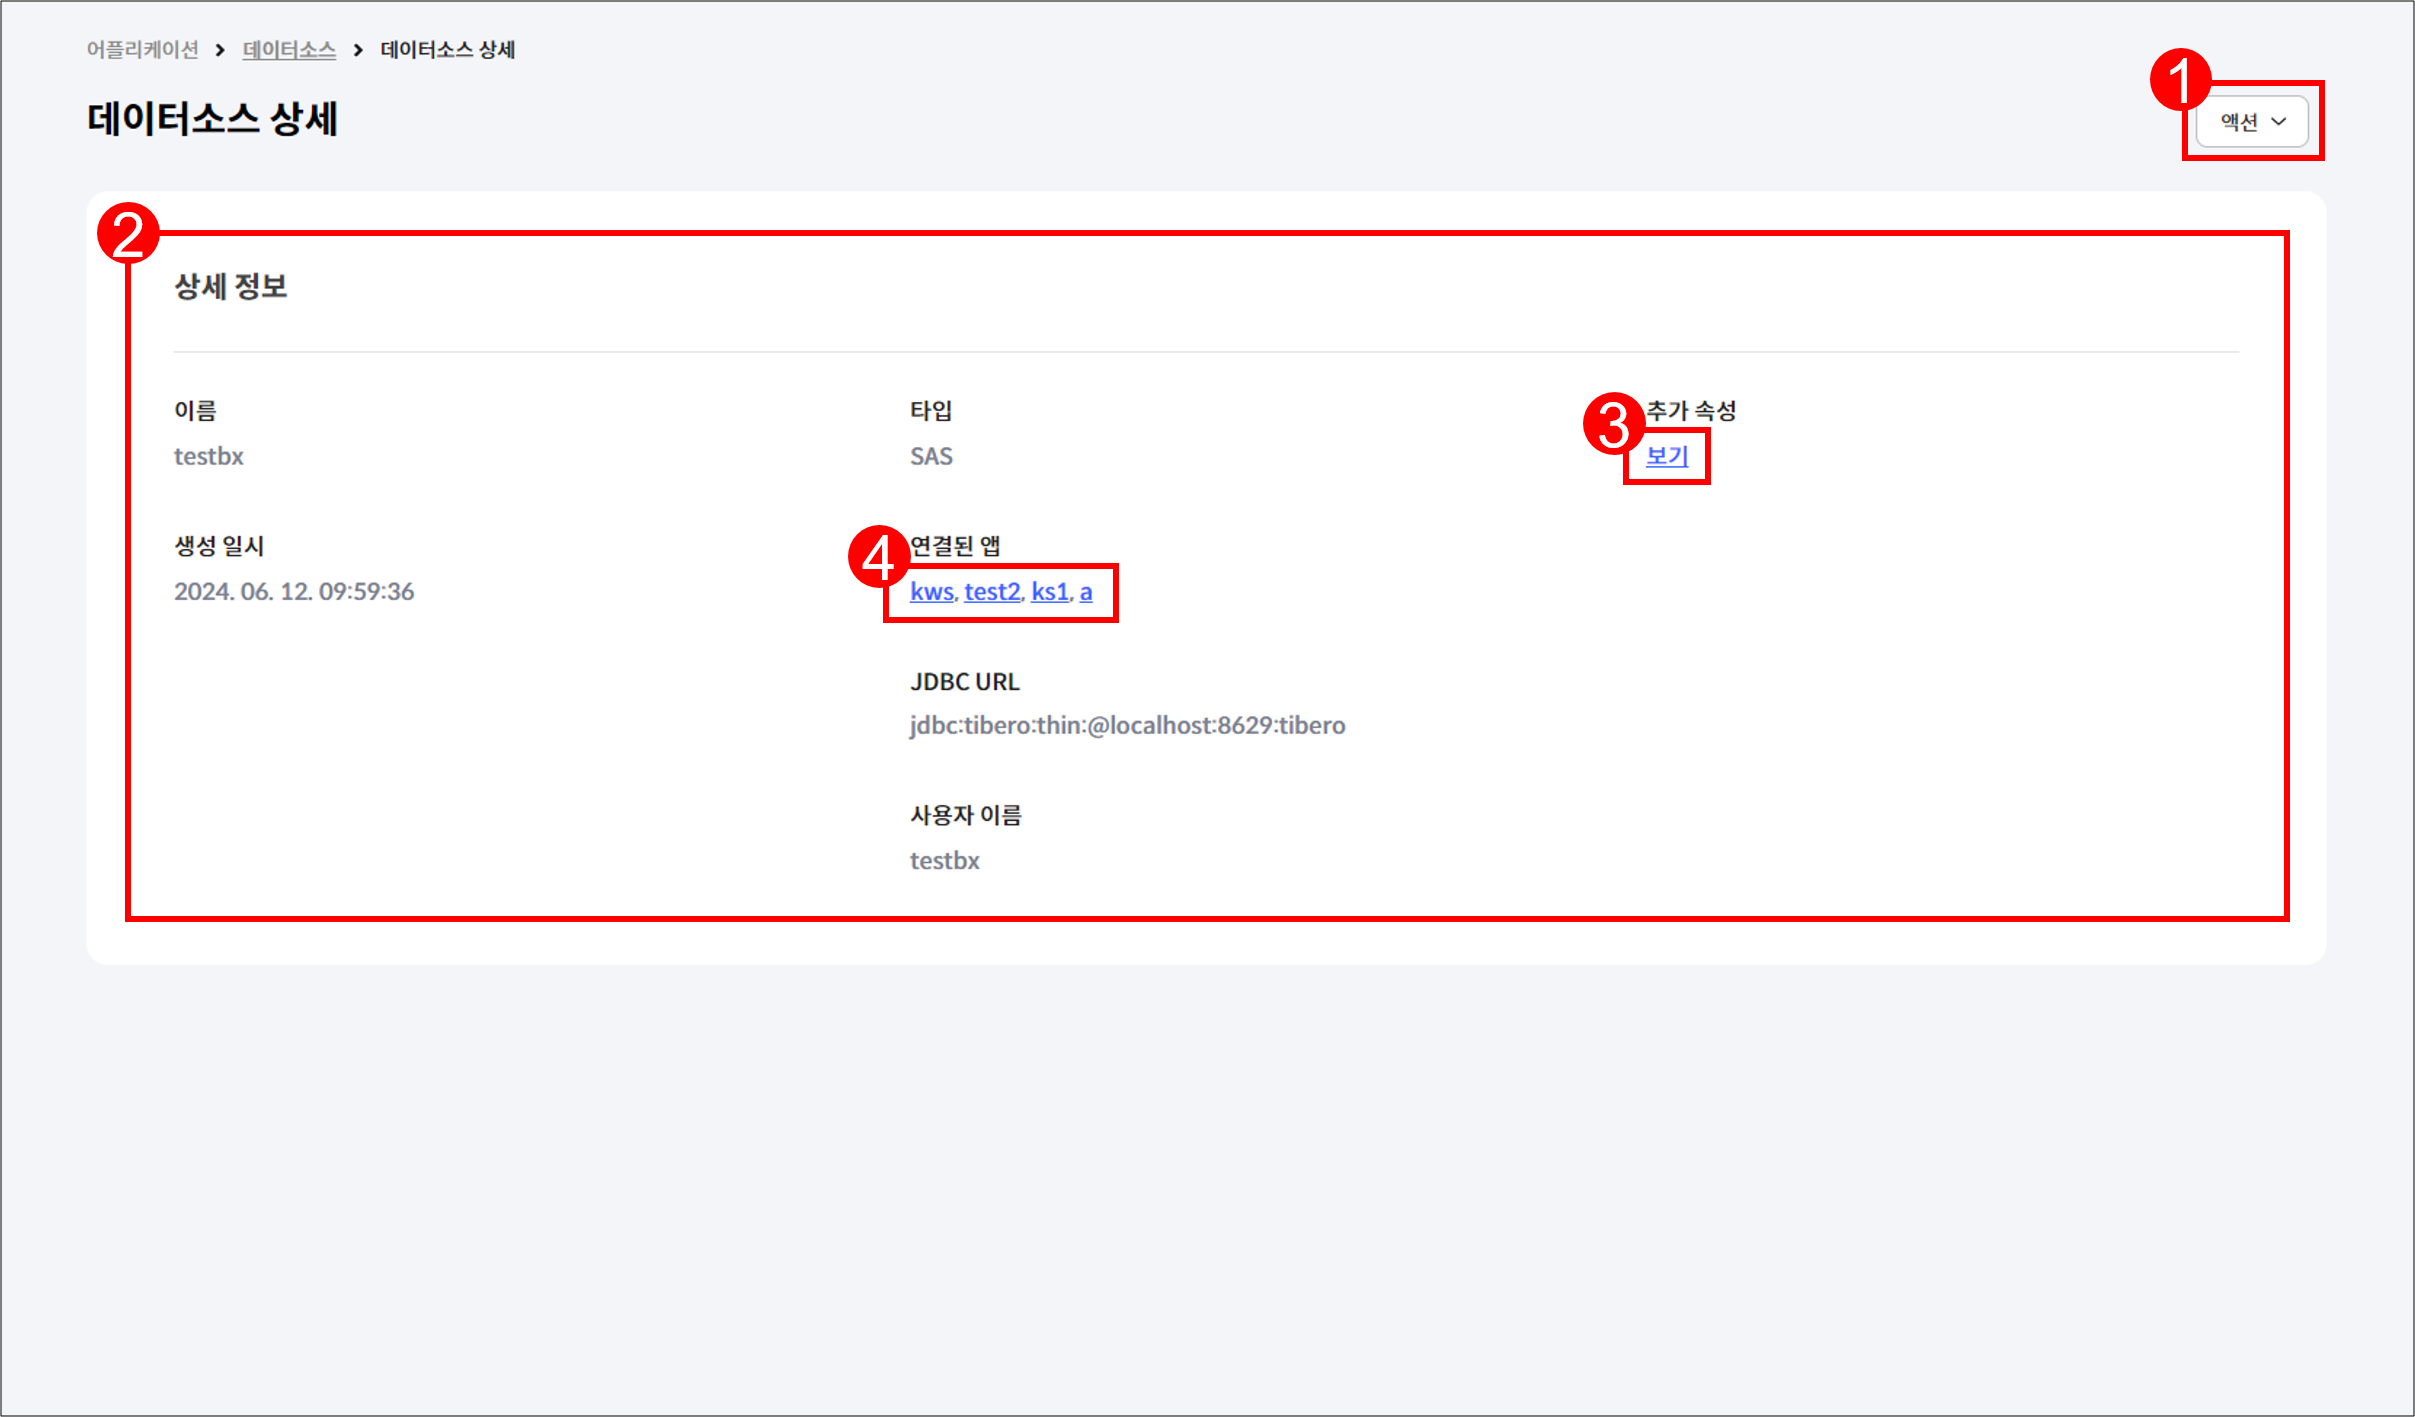 어플리케이션 > 데이터소스 > 데이터소스 상세
데이터소스 상세
1
액션
2
상세 정보
이름
testbx
타입
SAS
3
추가 속성
보기
생성 일시
2024. 06. 12. 09:59:36
4
연결된 앱
kws, test2, ks1, a
JDBC URL
jdbc:tibero:thin:@localhost:8629:tibero
사용자 이름
testbx